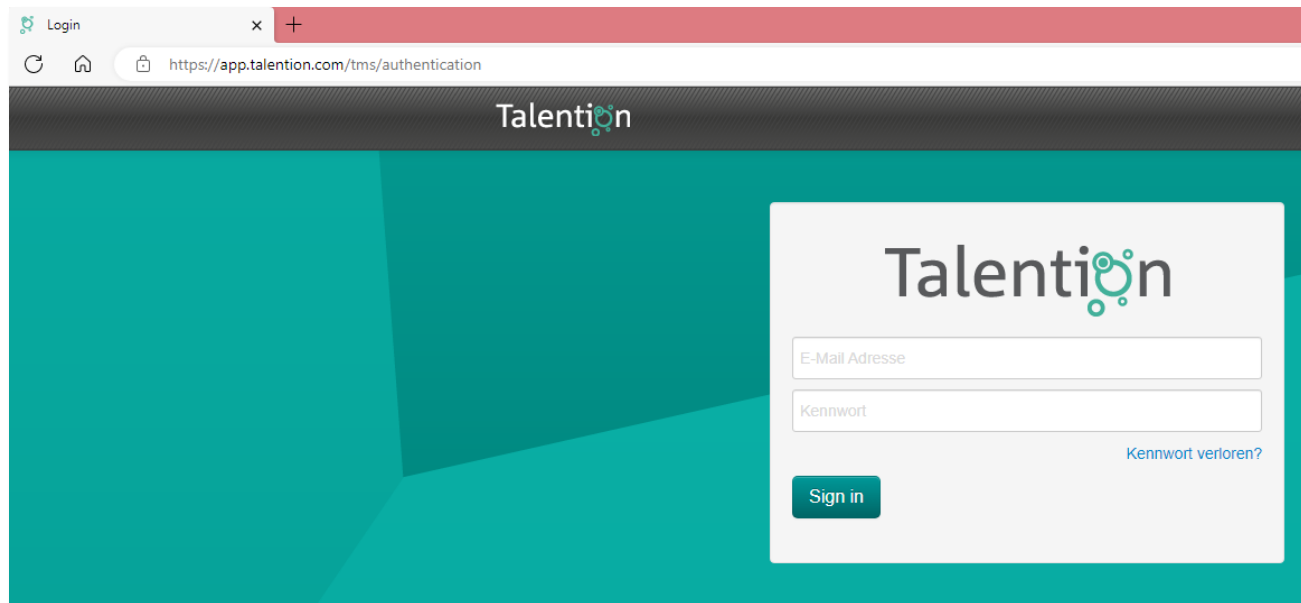 Login
https://app.talention.com/tms/authentication
Talention
Talention
E-Mail Adresse
Kennwort
Kennwort verloren?
Sign in